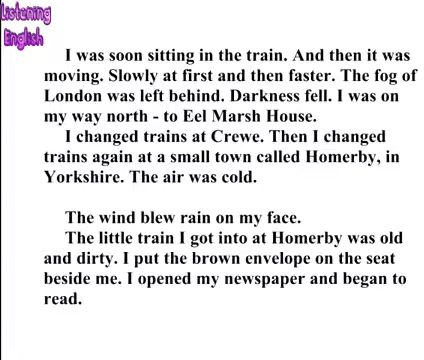 Listening
English
I was soon sitting in the train. And then it was
moving. Slowly at first and then faster. The fog of
London was left behind. Darkness fell. I was on
my way north - to Eel Marsh House.
I changed trains at Crewe. Then I changed
trains again at a small town called Homerby, in
Yorkshire. The air was cold.
The wind blew rain on my face.
The little train I got into at Homerby was old
and dirty. I put the brown envelope on the seat
beside me. I opened my newspaper and began to
read.